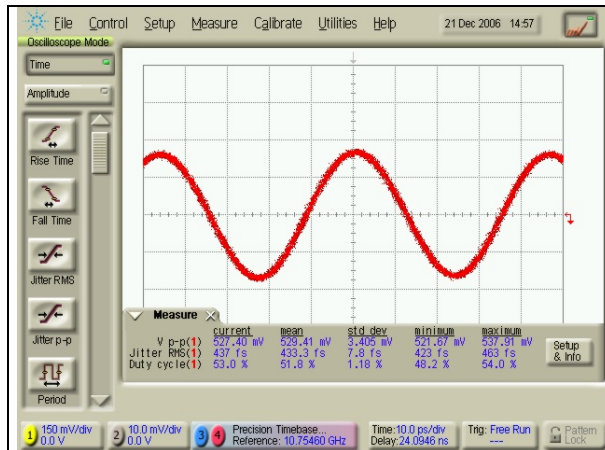 File Control Setup Measure Calibrate Utilities Help 21 Dec 2006 14:57
Oscilloscope Mode
Time
Amplitude
Rise Time
Fall Time
Jitter RMS
Jitter p-p
Period
Measure
current mean std dev minimum maximum
V p-p(1) 527.40 mV 529.41 mV 3.405 mV 521.67 mV 537.91 mV
Jitter RMS(1) 437 fs 433.3 fs 7.8 fs 423 fs 463 fs
Duty cycle(1) 53.0 % 51.8 % 1.18 % 48.2 % 54.0 %
Setup
& Info
1 150 mV/div
0.0 V
2 10.0 mV/div
0.0 V
3 4 Precision Timebase...
Reference: 10.75460 GHz
Time:10.0 ps/div
Delay:24.0946 ns
Trig: Free Run
---
Pattern
Lock